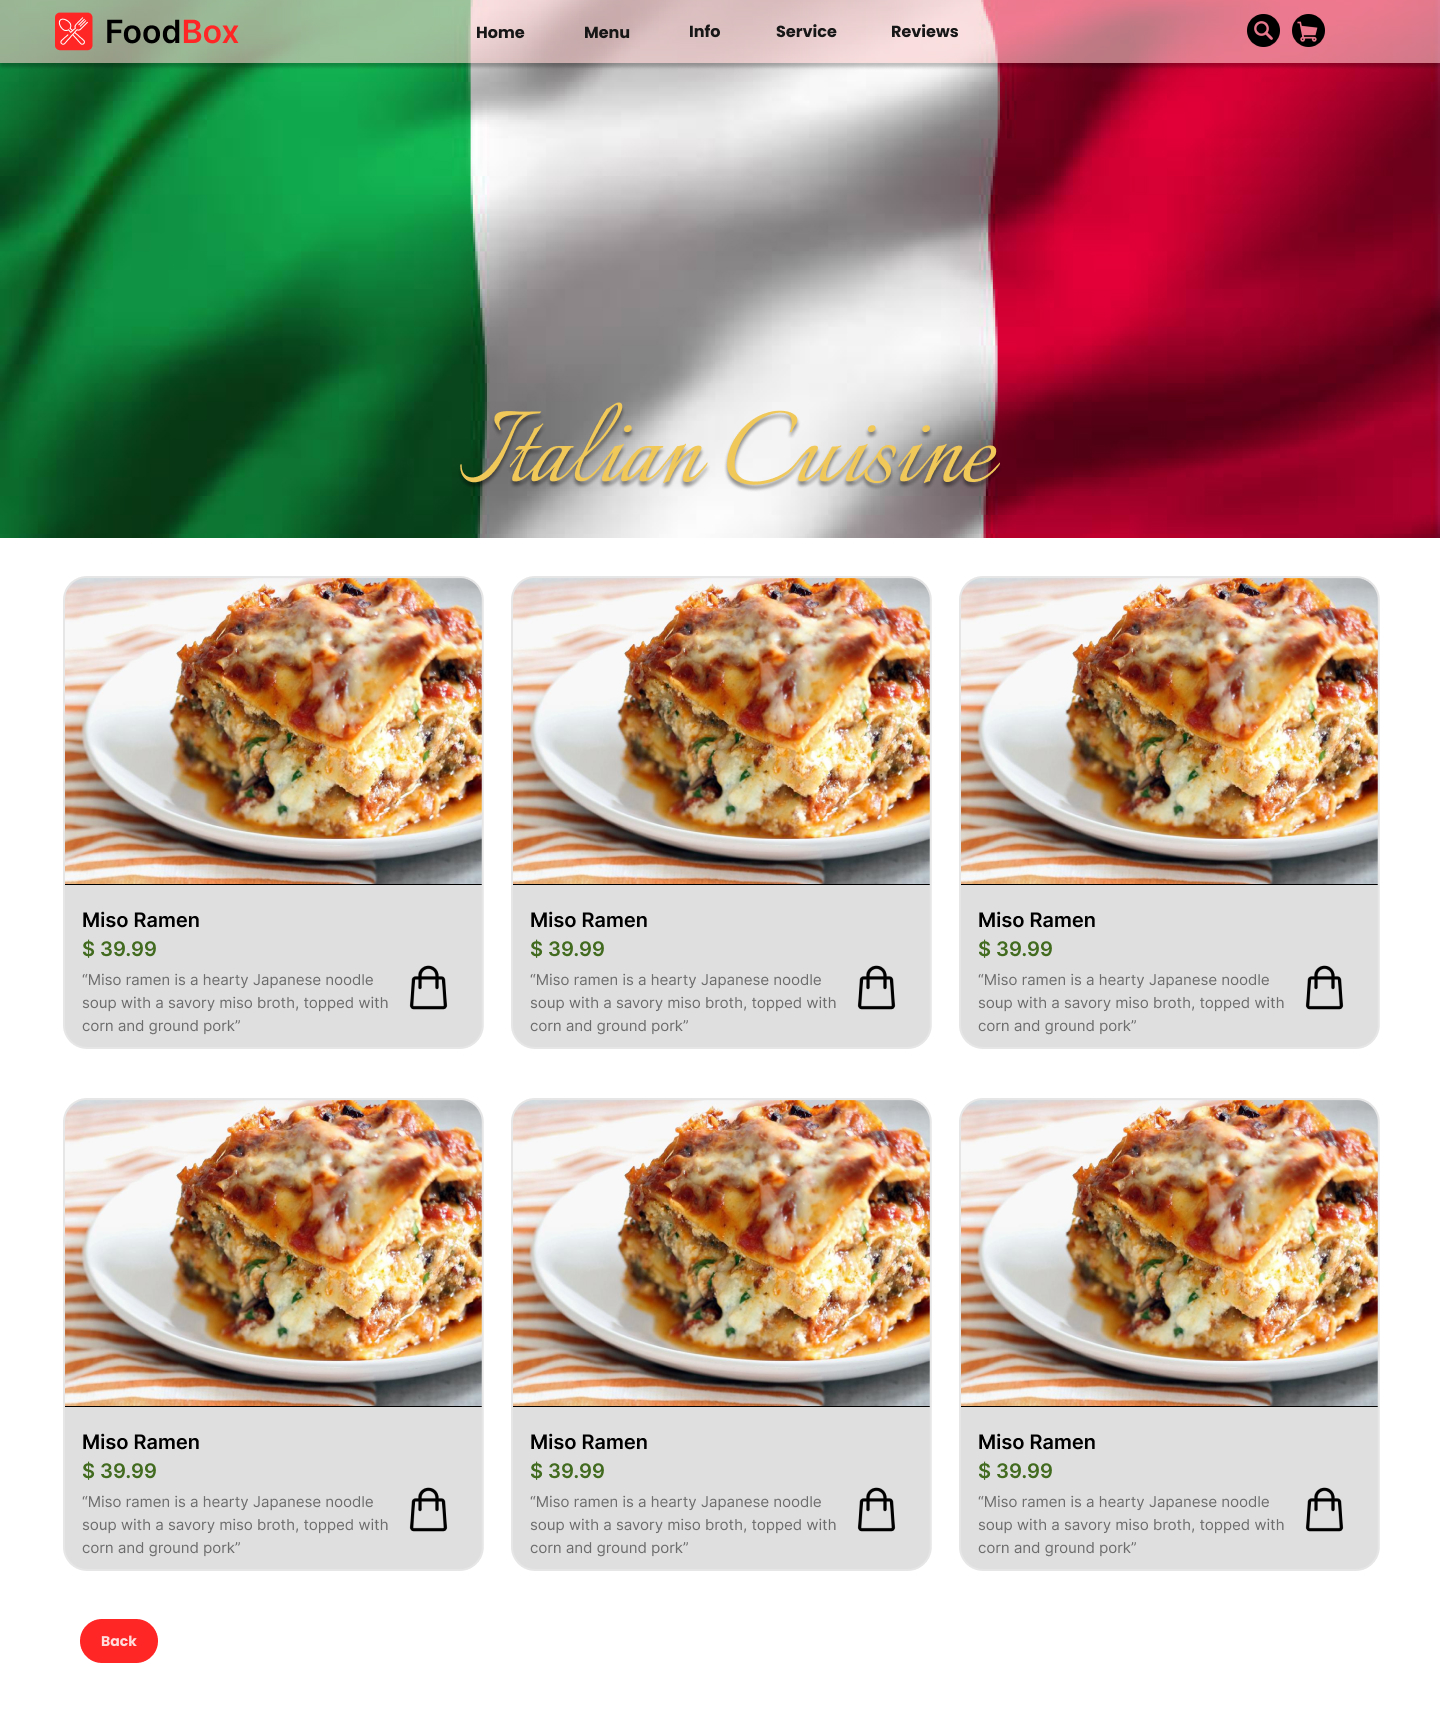 FoodBox
Home Menu Info Service Reviews
Italian Cuisine
Miso Ramen
$ 39.99
“Miso ramen is a hearty Japanese noodle
soup with a savory miso broth, topped with
corn and ground pork”
Miso Ramen
$ 39.99
“Miso ramen is a hearty Japanese noodle
soup with a savory miso broth, topped with
corn and ground pork”
Miso Ramen
$ 39.99
“Miso ramen is a hearty Japanese noodle
soup with a savory miso broth, topped with
corn and ground pork”
Miso Ramen
$ 39.99
“Miso ramen is a hearty Japanese noodle
soup with a savory miso broth, topped with
corn and ground pork”
Miso Ramen
$ 39.99
“Miso ramen is a hearty Japanese noodle
soup with a savory miso broth, topped with
corn and ground pork”
Miso Ramen
$ 39.99
“Miso ramen is a hearty Japanese noodle
soup with a savory miso broth, topped with
corn and ground pork”
Back